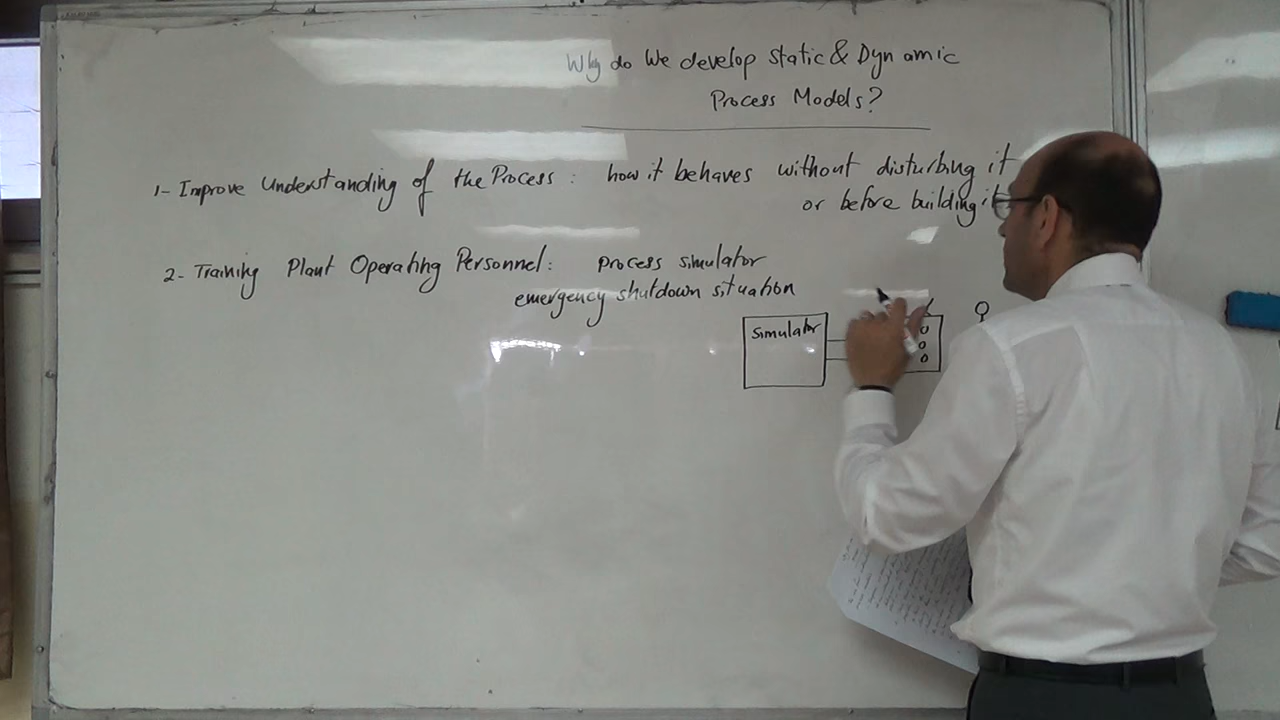 Why do We develop Static & Dynamic
Process Models?
1- Improve Understanding of the Process: how it behaves without disturbing it
or before building it
2- Training Plant Operating Personnel: process simulator
emergency shutdown situation
Simulator